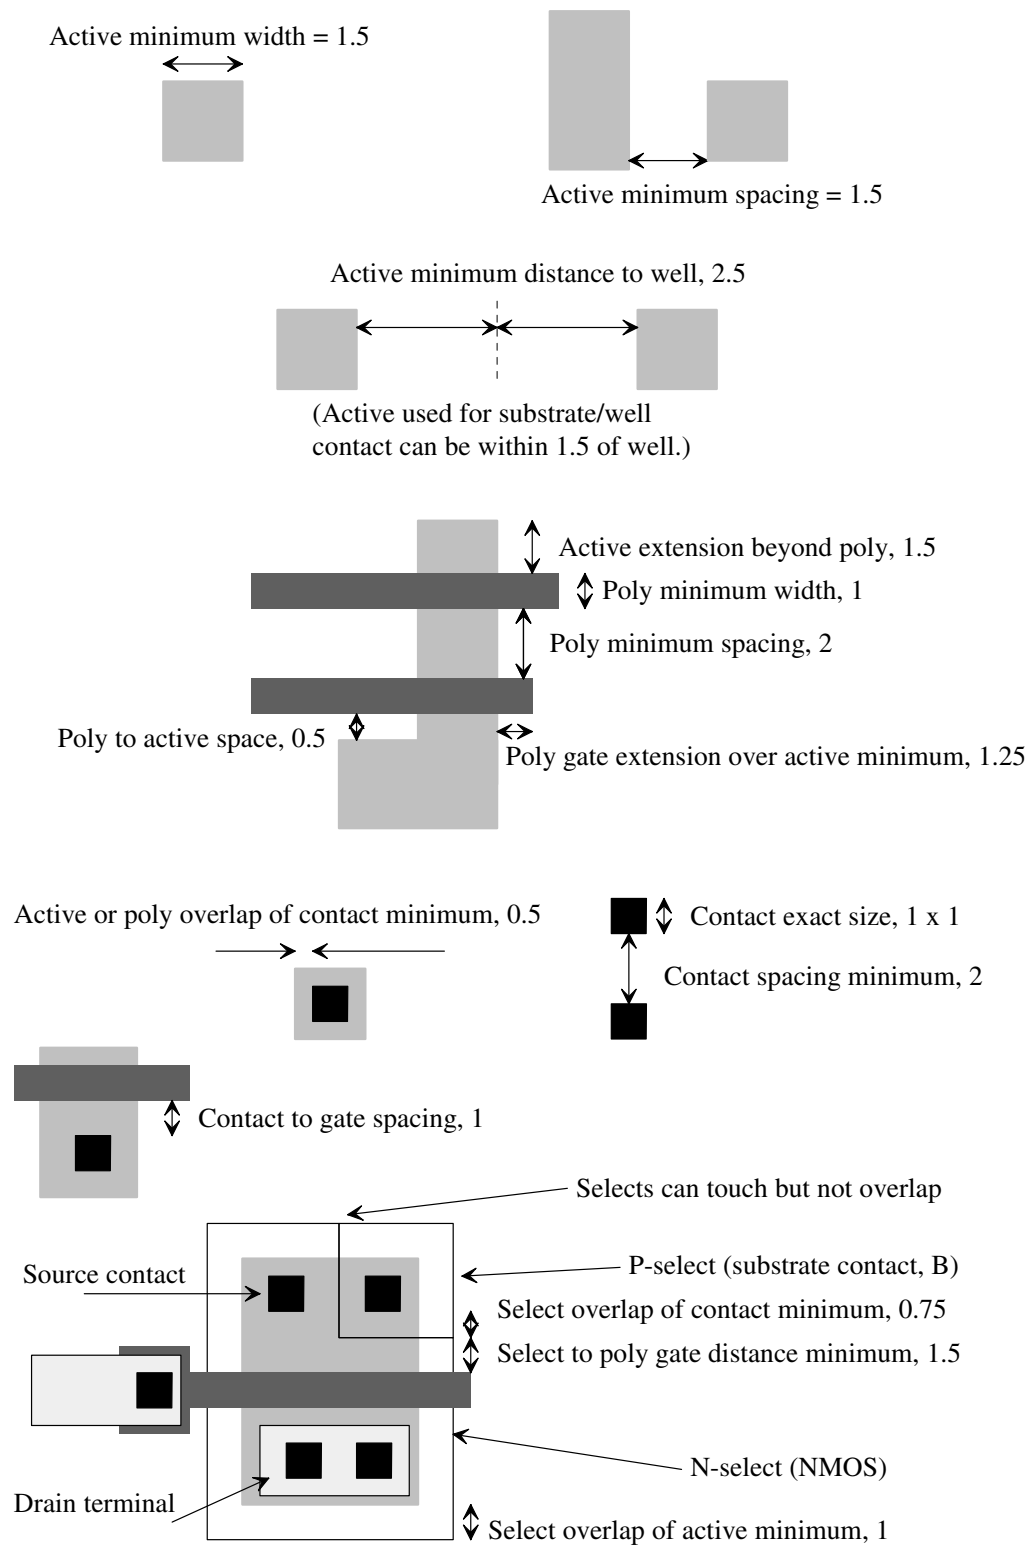 Active minimum width = 1.5
Active minimum spacing = 1.5
Active minimum distance to well, 2.5
(Active used for substrate/well
contact can be within 1.5 of well.)
Active extension beyond poly, 1.5
Poly minimum width, 1
Poly minimum spacing, 2
Poly to active space, 0.5
Poly gate extension over active minimum, 1.25
Active or poly overlap of contact minimum, 0.5
Contact exact size, 1 x 1
Contact spacing minimum, 2
Contact to gate spacing, 1
Selects can touch but not overlap
P-select (substrate contact, B)
Source contact
Select overlap of contact minimum, 0.75
Select to poly gate distance minimum, 1.5
N-select (NMOS)
Drain terminal
Select overlap of active minimum, 1